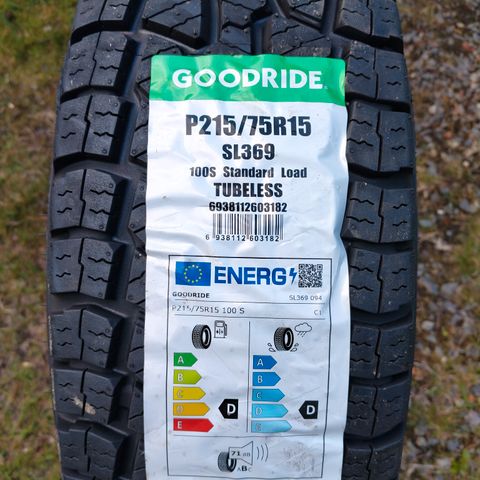 GOODRIDE
P215/75R15
SL369
100S Standard Load
TUBELESS
6938112603182
6 938112 603182
ENERG
GOODRIDE SL369 094
P215/75R15 100 S C1
A A
B B
C C
D D D D
E E
71 dB
ABC